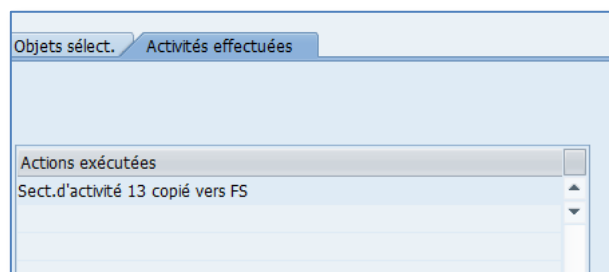 Objets sélect.
Activités effectuées
Actions exécutées
Sect.d'activité 13 copié vers FS